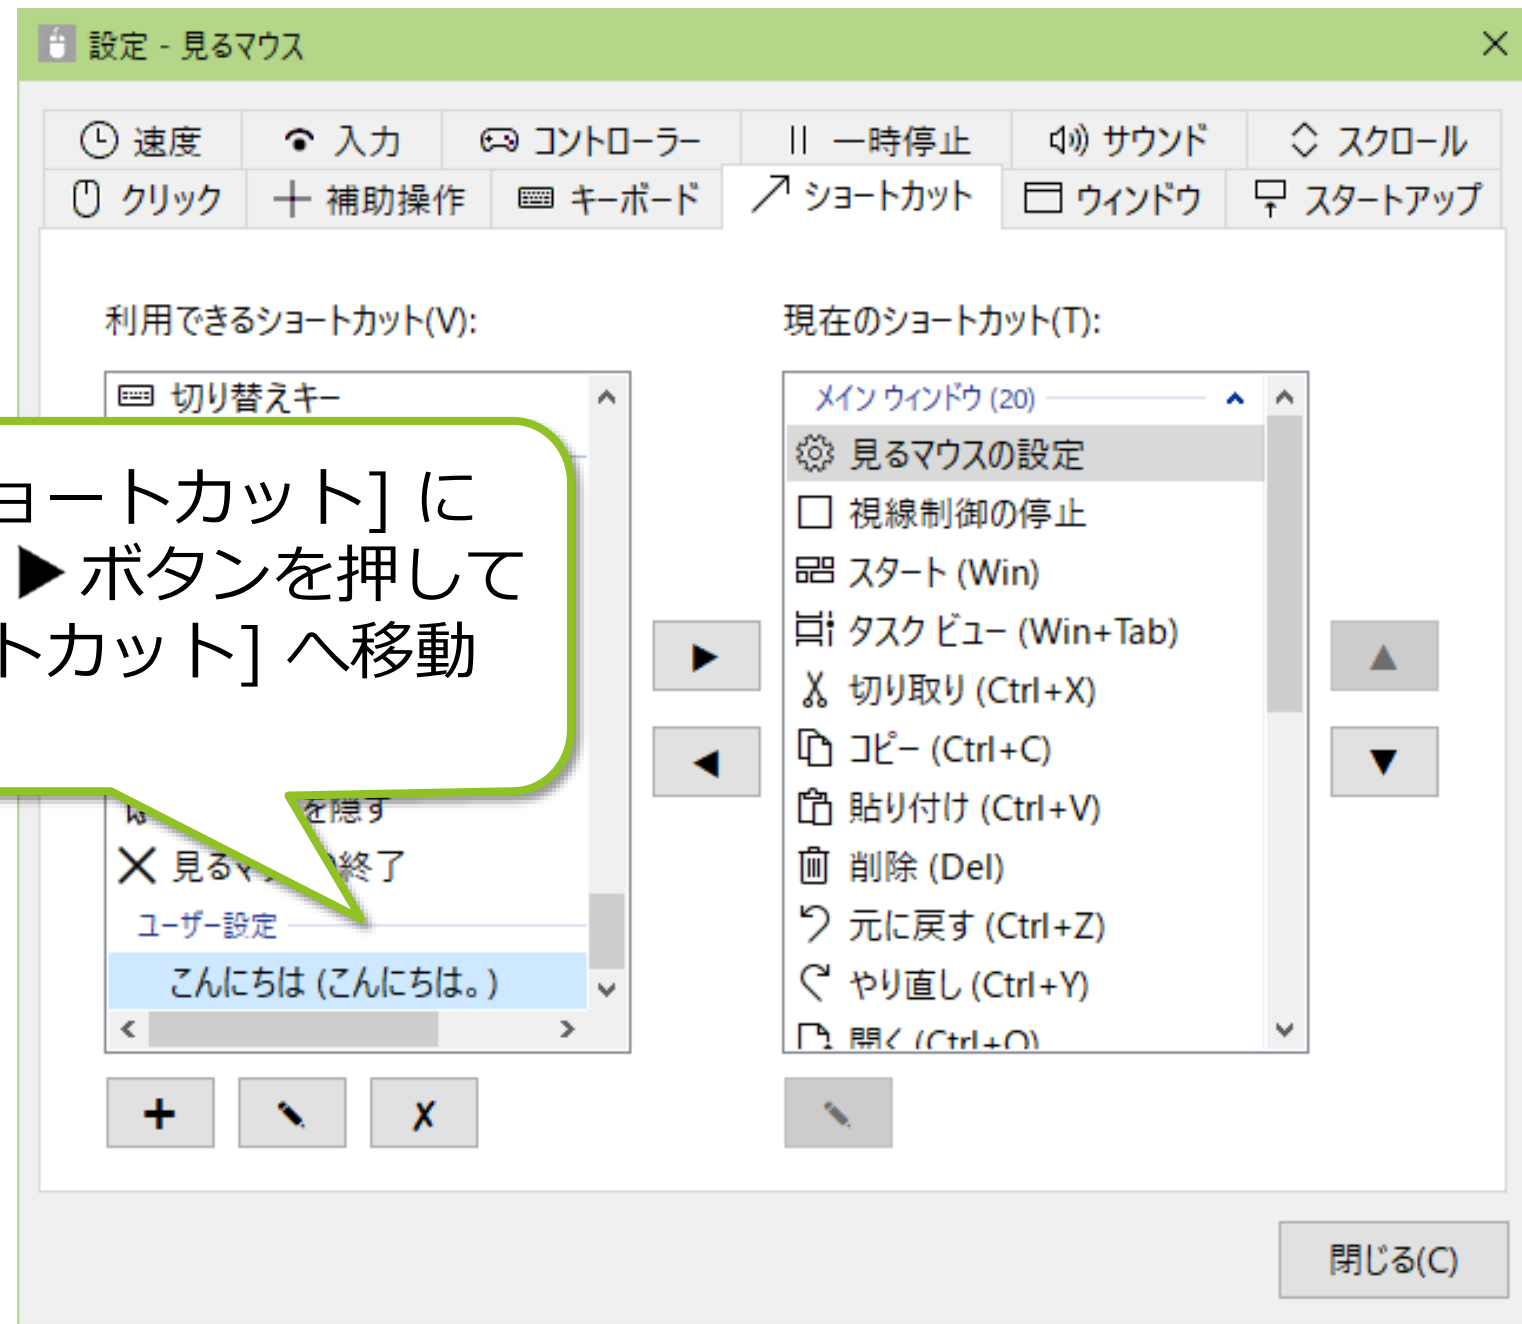 設定 - 見るマウス
速度 入力 コントローラー 一時停止 サウンド スクロール
クリック 補助操作 キーボード ショートカット ウィンドウ スタートアップ
利用できるショートカット(V):
切り替えキー
ョートカット] に
▶ボタンを押して
トカット] へ移動
を隠す
見るマ
終了
ユーザー設定
こんにちは (こんにちは。)
現在のショートカット(T):
メイン ウィンドウ (20)
見るマウスの設定
視線制御の停止
スタート (Win)
タスク ビュー (Win+Tab)
切り取り (Ctrl+X)
コピー (Ctrl+C)
貼り付け (Ctrl+V)
削除 (Del)
元に戻す (Ctrl+Z)
やり直し (Ctrl+Y)
開く (Ctrl+O)
閉じる(C)